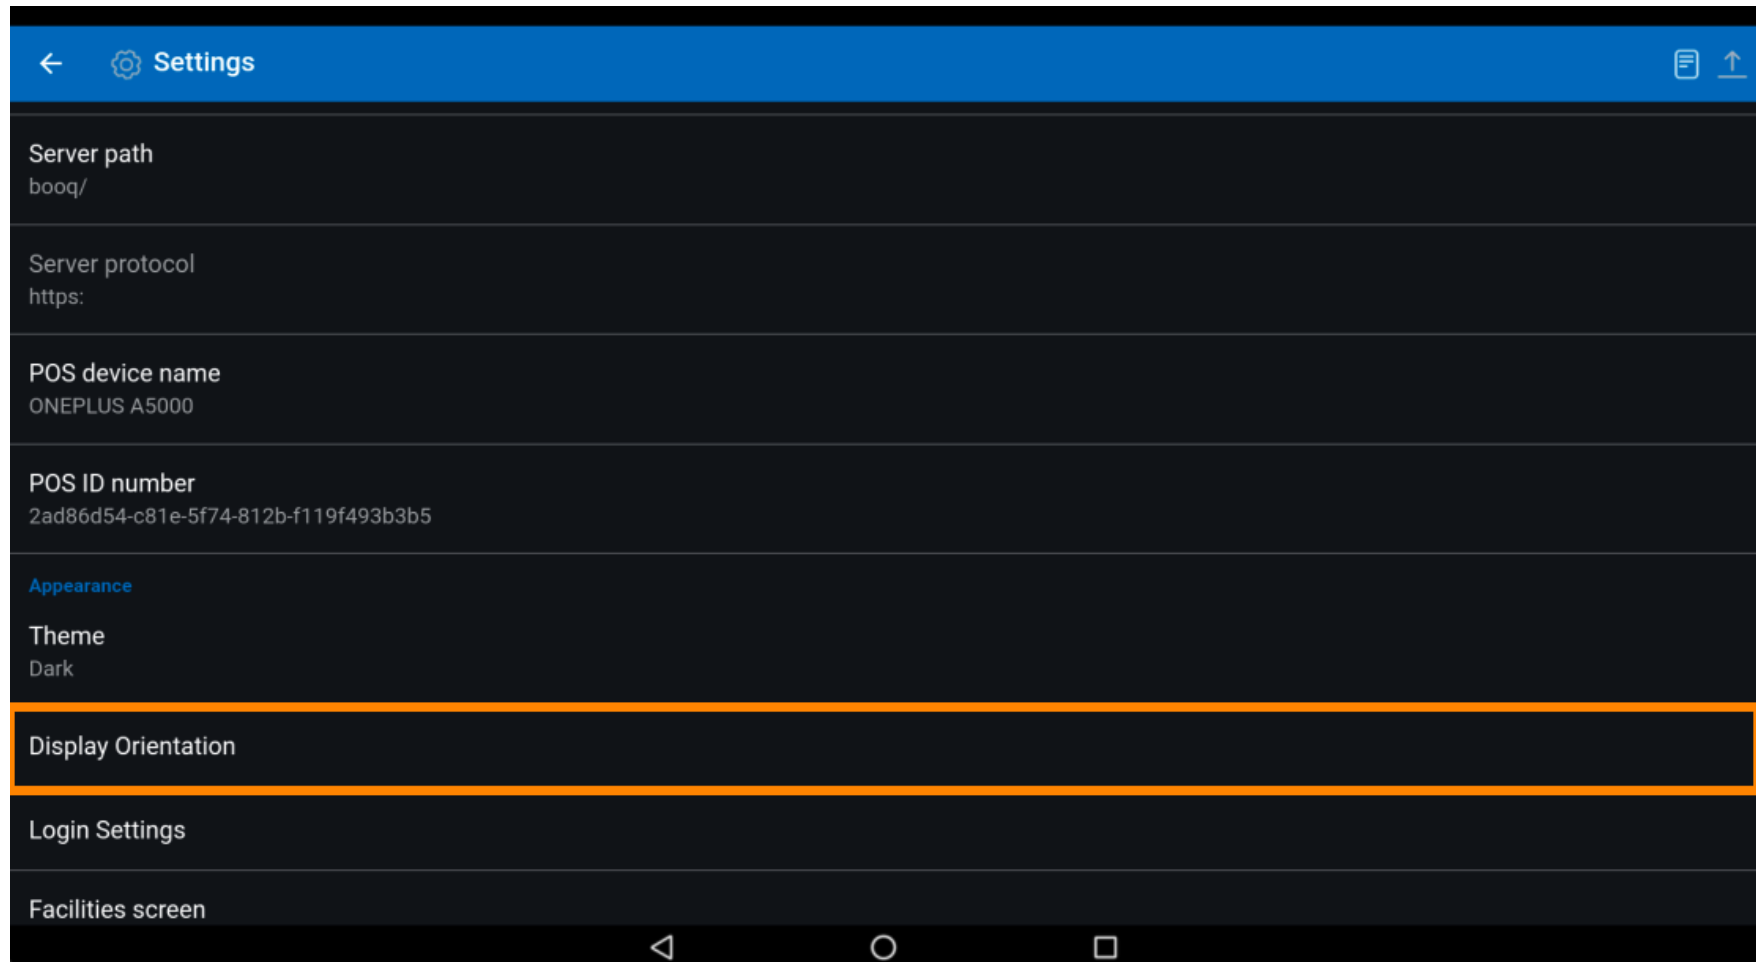 Settings
Server path
booq/
Server protocol
https:
POS device name
ONEPLUS A5000
POS ID number
2ad86d54-c81e-5f74-812b-f119f493b3b5
Appearance
Theme
Dark
Display Orientation
Login Settings
Facilities screen